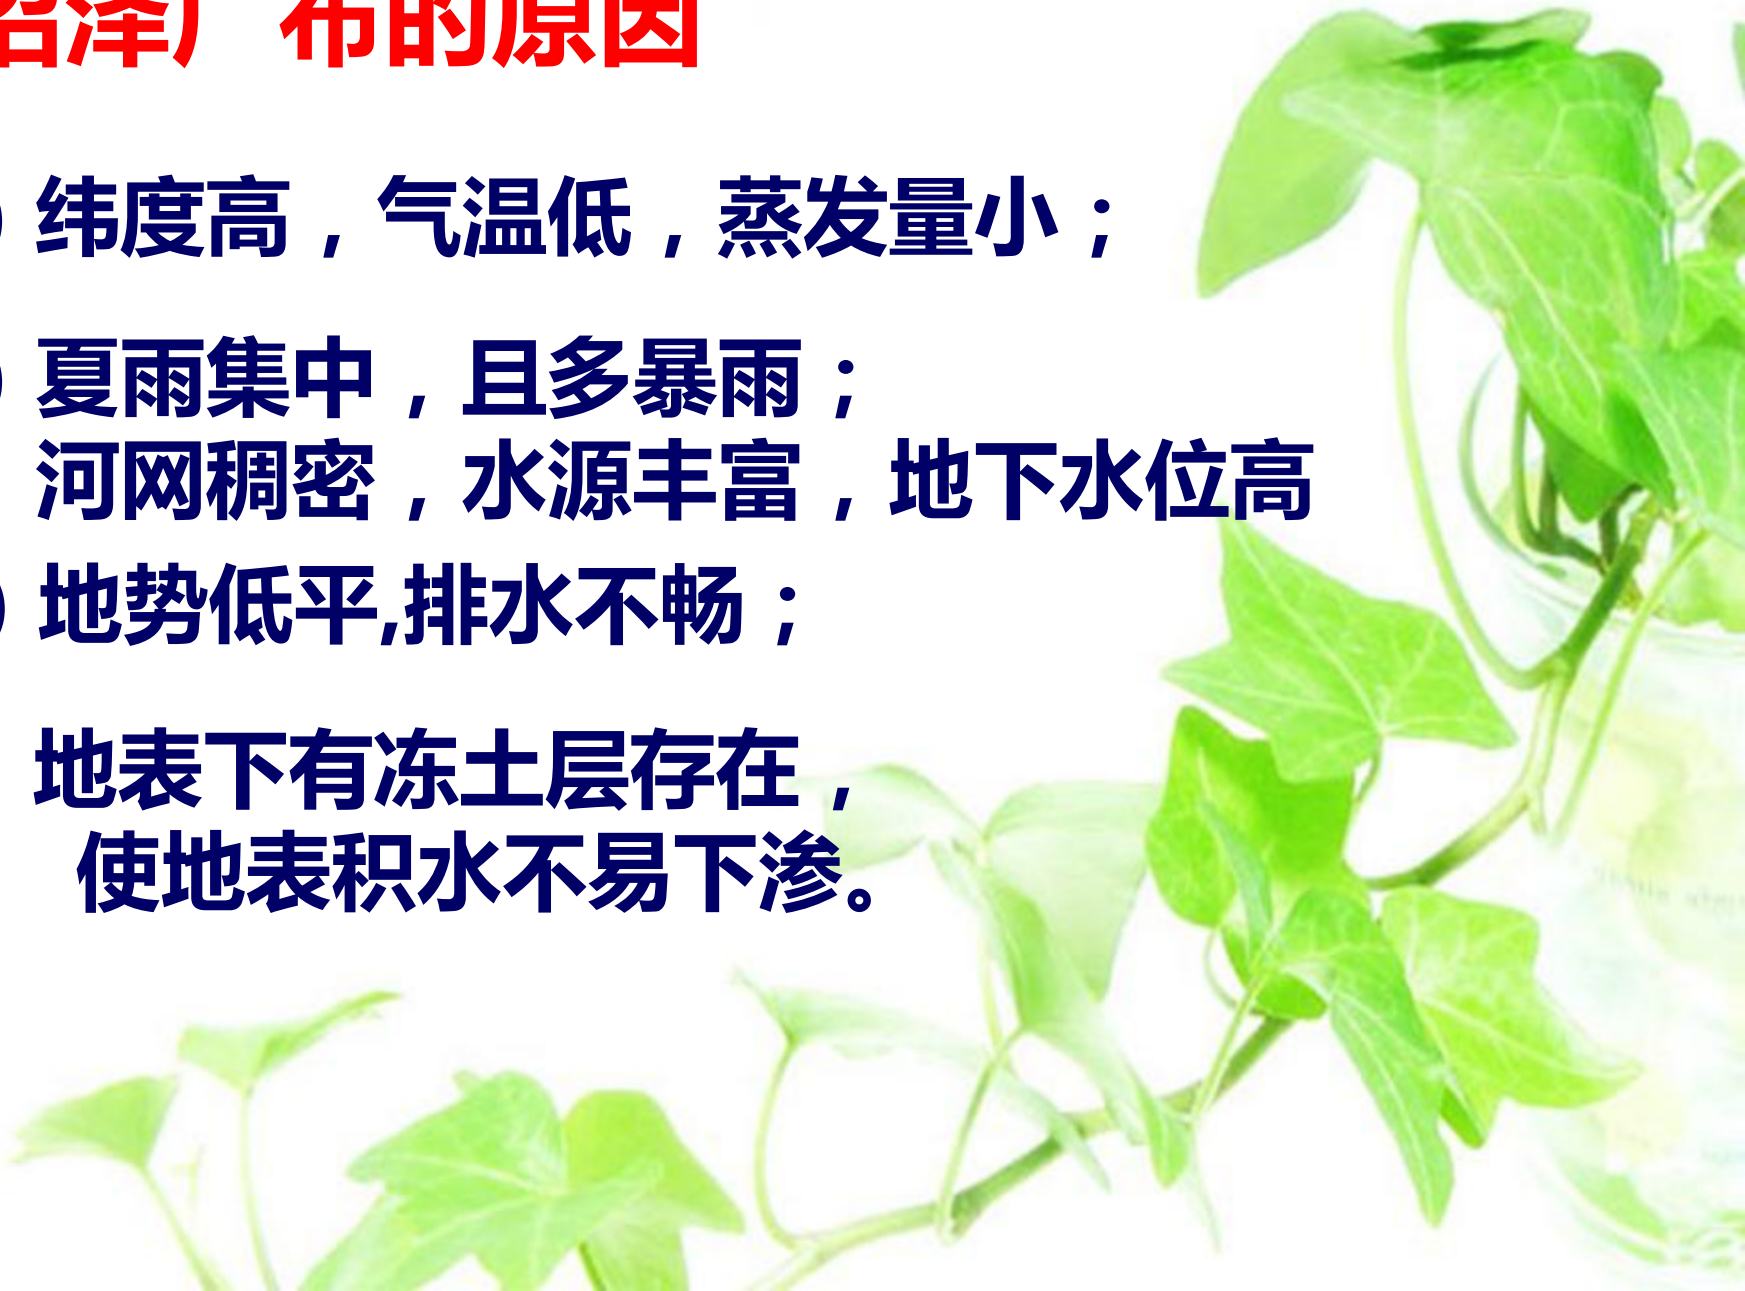 沼泽广布的原因
) 纬度高，气温低，蒸发量小；
) 夏雨集中，且多暴雨；
河网稠密，水源丰富，地下水位高
) 地势低平,排水不畅；
地表下有冻土层存在，
使地表积水不易下渗。